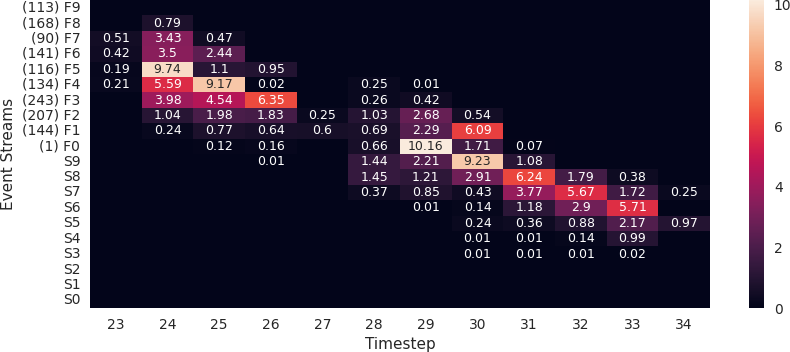 (113) F9
(168) F8 0.79
(90) F7 0.51 3.43 0.47
(141) F6 0.42 3.5 2.44
(116) F5 0.19 9.74 1.1 0.95
(134) F4 0.21 5.59 9.17 0.02 0.25 0.01
(243) F3 3.98 4.54 6.35 0.26 0.42
(207) F2 1.04 1.98 1.83 0.25 1.03 2.68 0.54
(144) F1 0.24 0.77 0.64 0.6 0.69 2.29 6.09
(1) F0 0.12 0.16 0.66 10.16 1.71 0.07
S9 0.01 1.44 2.21 9.23 1.08
S8 1.45 1.21 2.91 6.24 1.79 0.38
S7 0.37 0.85 0.43 3.77 5.67 1.72 0.25
S6 0.01 0.14 1.18 2.9 5.71
S5 0.24 0.36 0.88 2.17 0.97
S4 0.01 0.01 0.14 0.99
S3 0.01 0.01 0.01 0.02
S2
S1
S0
23 24 25 26 27 28 29 30 31 32 33 34
Timestep
Event Streams
10
8
6
4
2
0